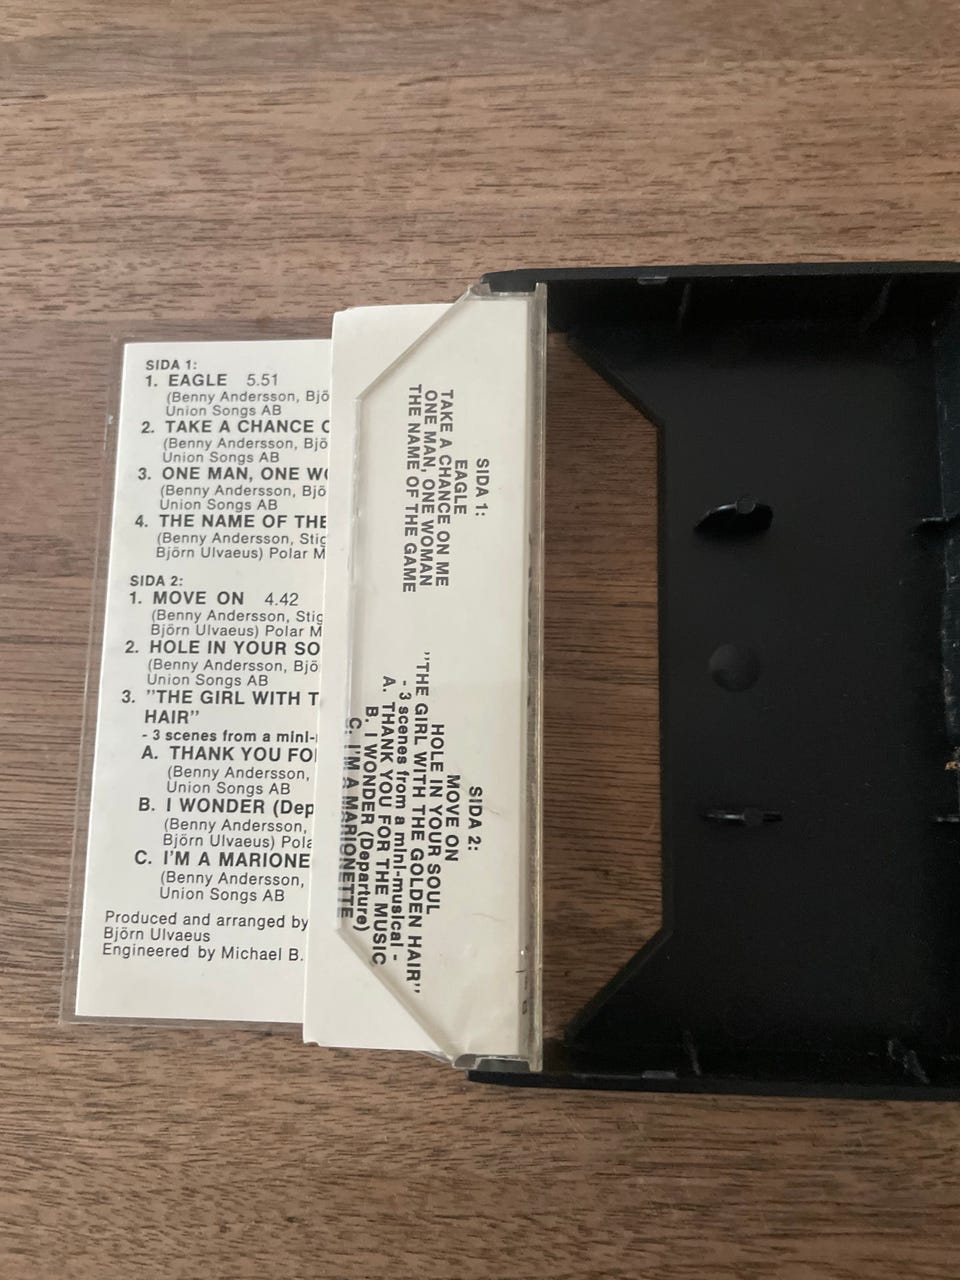 SIDA 1:
1. EAGLE 5.51
(Benny Andersson, Bjö
Union Songs AB
2. TAKE A CHANCE O
(Benny Andersson, Bjö
Union Songs AB
3. ONE MAN, ONE WO
(Benny Andersson, Bjö
Union Songs AB
4. THE NAME OF THE
(Benny Andersson, Stig
Björn Ulvaeus) Polar M
SIDA 2:
1. MOVE ON 4.42
(Benny Andersson, Stig
Björn Ulvaeus) Polar M
2. HOLE IN YOUR SO
(Benny Andersson, Bjö
Union Songs AB
3. "THE GIRL WITH T
HAIR"
- 3 scenes from a mini-
A. THANK YOU FO
(Benny Andersson,
Union Songs AB
B. I WONDER (Dep
(Benny Andersson,
Björn Ulvaeus) Pola
C. I'M A MARIONE
(Benny Andersson,
Union Songs AB
Produced and arranged by
Björn Ulvaeus
Engineered by Michael B.
SIDA 1:
EAGLE
TAKE A CHANCE ON ME
ONE MAN, ONE WOMAN
THE NAME OF THE GAME
SIDA 2:
MOVE ON
HOLE IN YOUR SOUL
"THE GIRL WITH THE GOLDEN HAIR"
- 3 scenes from a mini-musical -
A. THANK YOU FOR THE MUSIC
B. I WONDER (Departure)
C. I'M A MARIONETTE